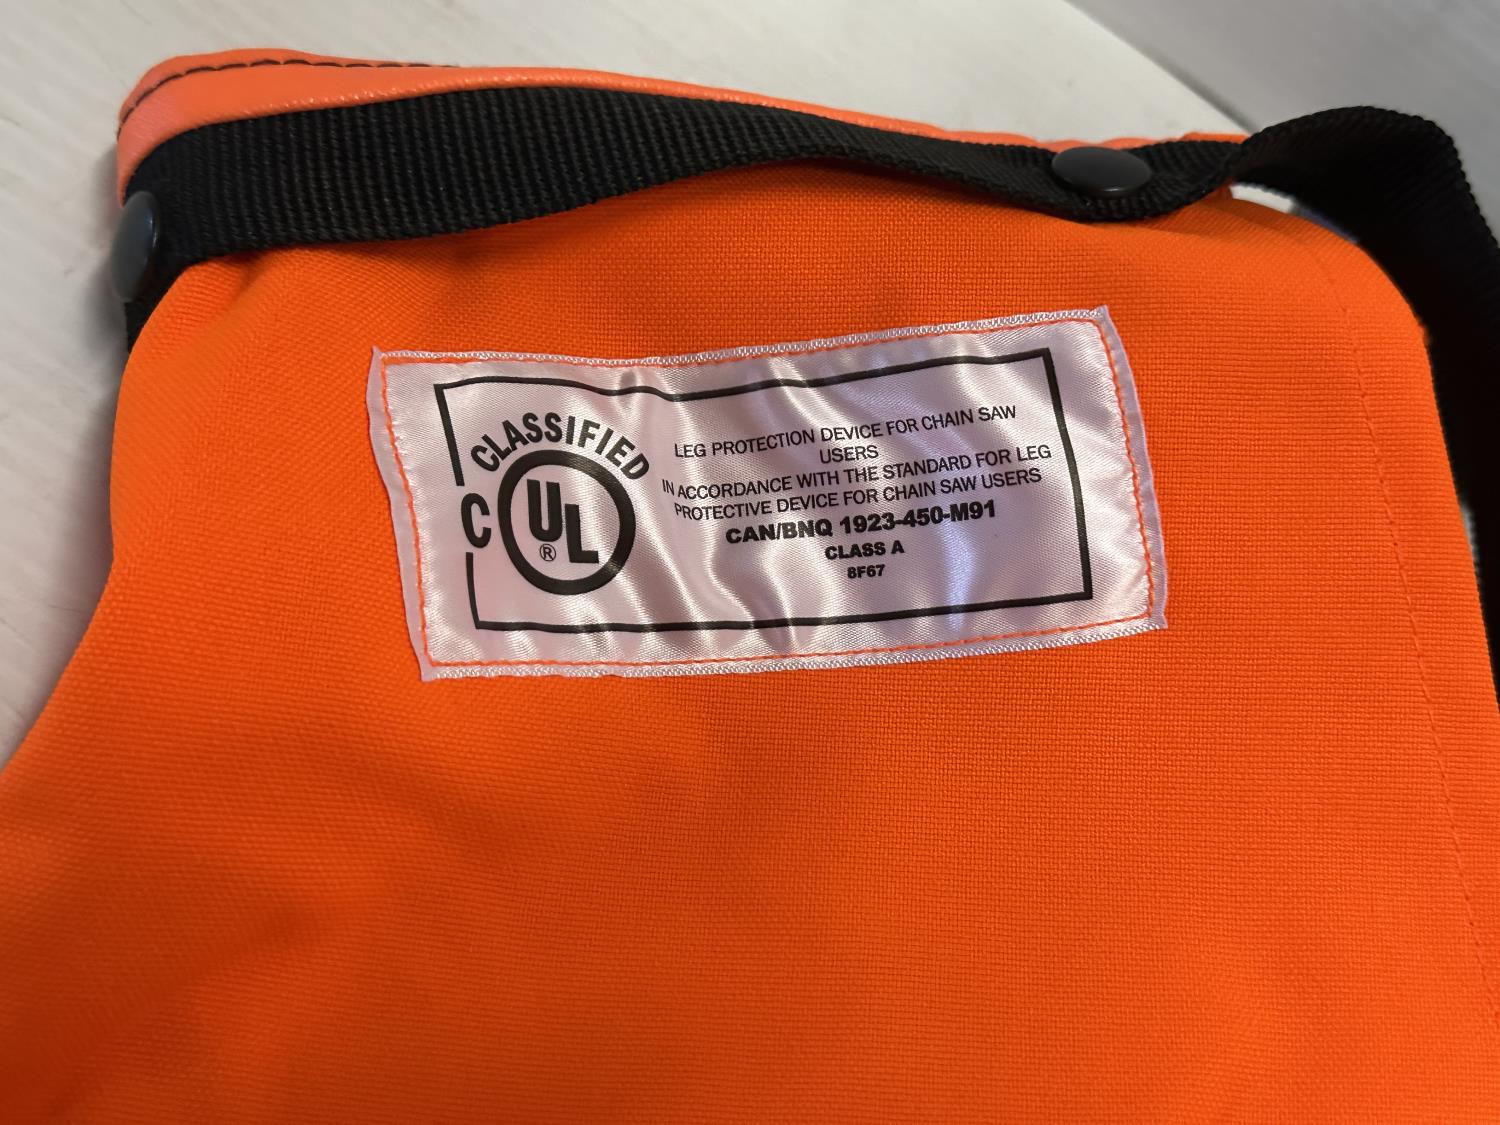 CLASSIFIED
C UL ®
LEG PROTECTION DEVICE FOR CHAIN SAW
USERS
IN ACCORDANCE WITH THE STANDARD FOR LEG
PROTECTIVE DEVICE FOR CHAIN SAW USERS
CAN/BNQ 1923-450-M91
CLASS A
8F67